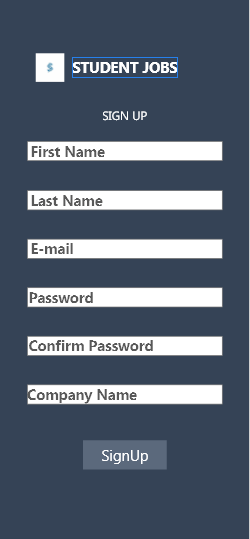 $
STUDENT JOBS
SIGN UP
First Name
Last Name
E-mail
Password
Confirm Password
Company Name
SignUp